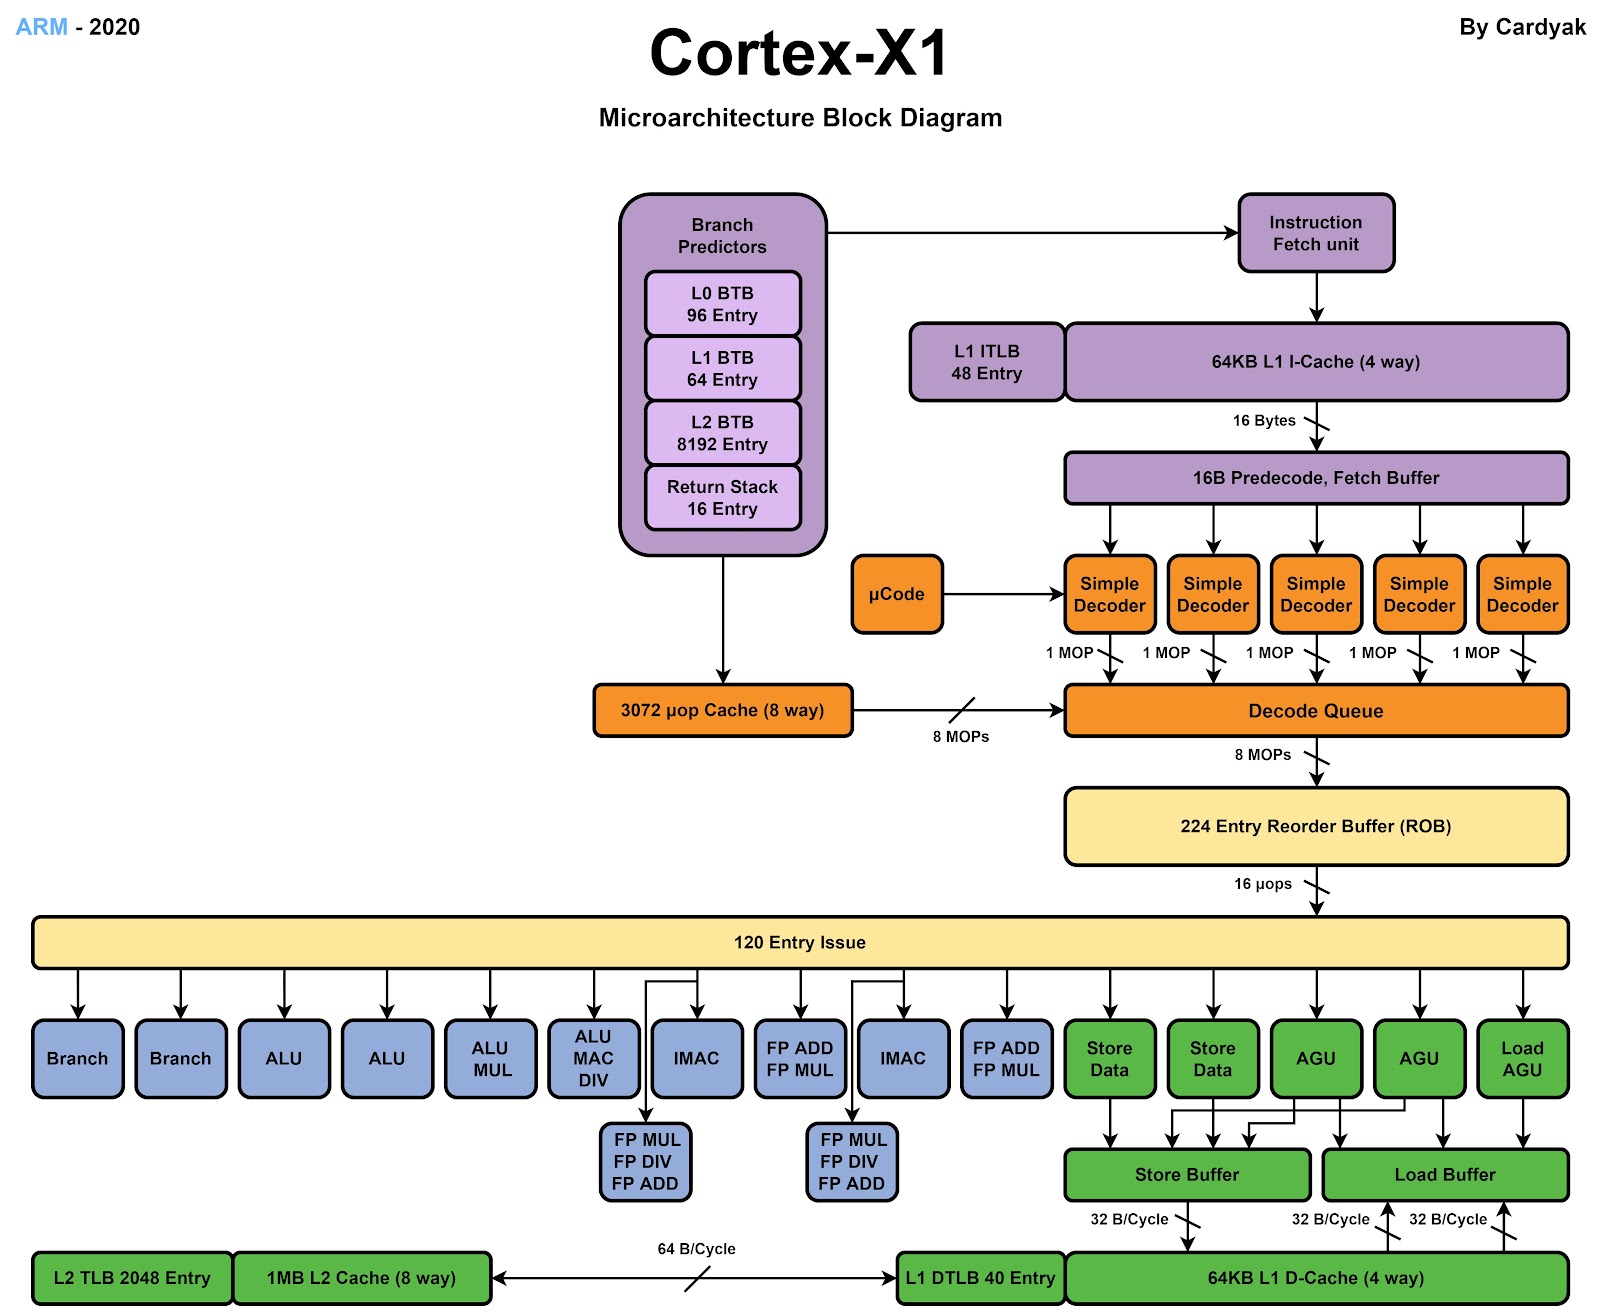 ARM - 2020
By Cardyak
Cortex-X1
Microarchitecture Block Diagram
Branch
Predictors
L0 BTB
96 Entry
L1 BTB
64 Entry
L2 BTB
8192 Entry
Return Stack
16 Entry
Instruction
Fetch unit
L1 ITLB
48 Entry
64KB L1 I-Cache (4 way)
16 Bytes
16B Predecode, Fetch Buffer
µCode
Simple
Decoder
Simple
Decoder
Simple
Decoder
Simple
Decoder
Simple
Decoder
1 MOP
1 MOP
1 MOP
1 MOP
1 MOP
3072 µop Cache (8 way)
8 MOPs
Decode Queue
8 MOPs
224 Entry Reorder Buffer (ROB)
16 µops
120 Entry Issue
Branch
Branch
ALU
ALU
ALU
MUL
ALU
MAC
DIV
IMAC
FP ADD
FP MUL
IMAC
FP ADD
FP MUL
Store
Data
Store
Data
AGU
AGU
Load
AGU
FP MUL
FP DIV
FP ADD
FP MUL
FP DIV
FP ADD
Store Buffer
Load Buffer
32 B/Cycle
32 B/Cycle
32 B/Cycle
L2 TLB 2048 Entry
1MB L2 Cache (8 way)
64 B/Cycle
L1 DTLB 40 Entry
64KB L1 D-Cache (4 way)